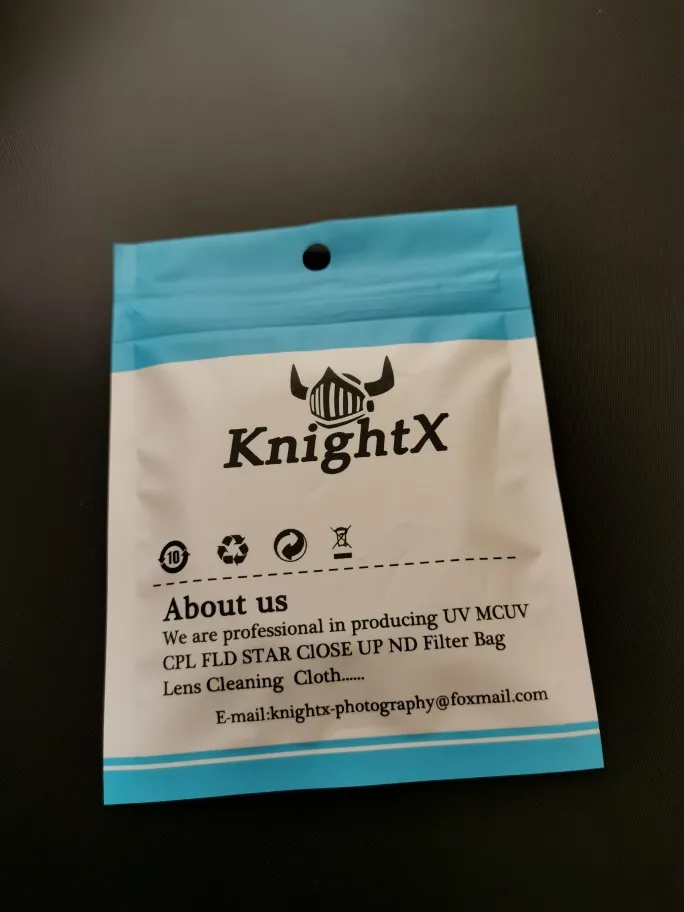 KnightX
10
About us
We are professional in producing UV MCUV
CPL FLD STAR ClOSE UP ND Filter Bag
Lens Cleaning Cloth......
E-mail:knightx-photography@foxmail.com